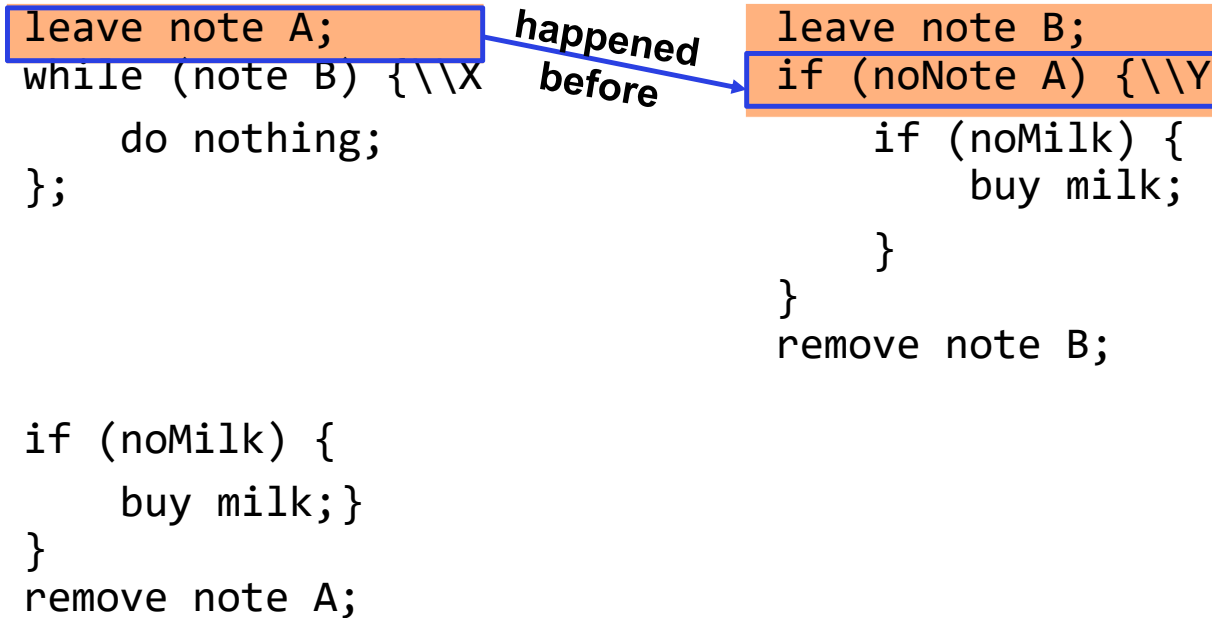 leave note A;
while (note B) {\\X
    do nothing;
};
if (noMilk) {
    buy milk;}
}
remove note A;
happened
before
leave note B;
if (noNote A) {\\Y
    if (noMilk) {
        buy milk;
    }
}
remove note B;